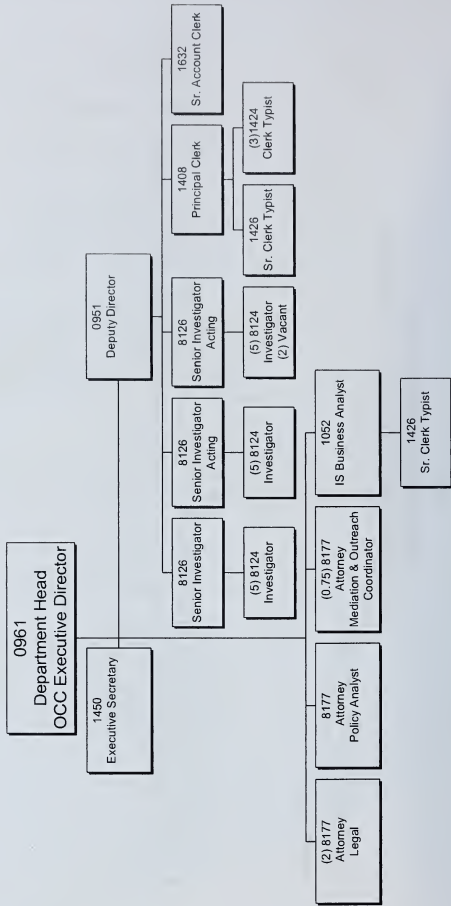 0961
Department Head
OCC Executive Director
1450
Executive Secretary
0951
Deputy Director
8126
Senior Investigator
8126
Senior Investigator
Acting
8126
Senior Investigator
Acting
1408
Principal Clerk
1632
Sr. Account Clerk
(5) 8124
Investigator
(5) 8124
Investigator
(5) 8124
Investigator
(2) Vacant
1426
Sr. Clerk Typist
(3)1424
Clerk Typist
(2) 8177
Attorney
Legal
8177
Attorney
Policy Analyst
(0.75) 8177
Attorney
Mediation & Outreach
Coordinator
1052
IS Business Analyst
1426
Sr. Clerk Typist